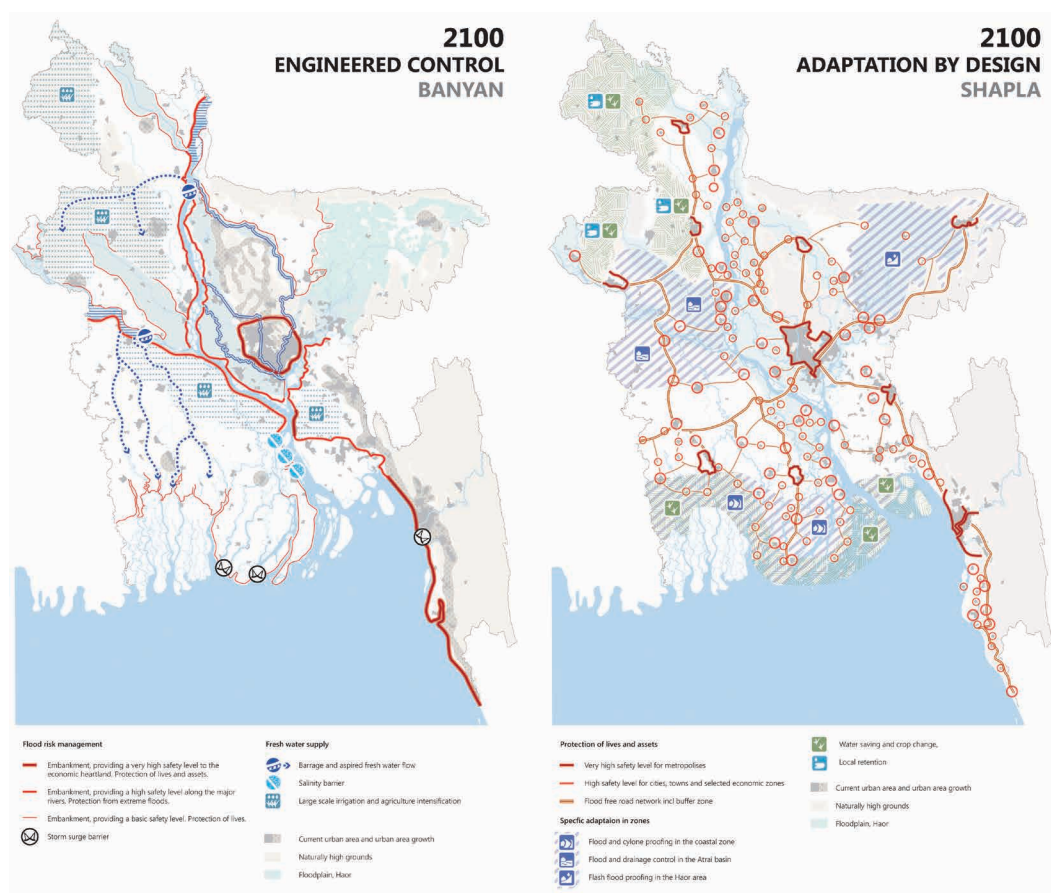 2100
ENGINEERED CONTROL
BANYAN
Flood risk management
Embankment, providing a very high safety level to the
economic heartland. Protection of lives and assets.
Embankment, providing a high safety level along the major
rivers. Protection from extreme floods.
Embankment, providing a basic safety level. Protection of lives.
Storm surge barrier
Fresh water supply
Barrage and aspired fresh water flow
Salinity barrier
Large scale irrigation and agriculture intensification
Current urban area and urban area growth
Naturally high grounds
Floodplain, Haor
2100
ADAPTATION BY DESIGN
SHAPLA
Protection of lives and assets
Very high safety level for metropoles
High safety level for cities, towns and selected economic zones
Flood free road network incl buffer zone
Specfic adaptaion in zones
Flood and cylone proofing in the coastal zone
Flood and drainage control in the Atrai basin
Flash flood proofing in the Haor area
Water saving and crop change,
Local retention
Current urban area and urban area growth
Naturally high grounds
Floodplain, Haor